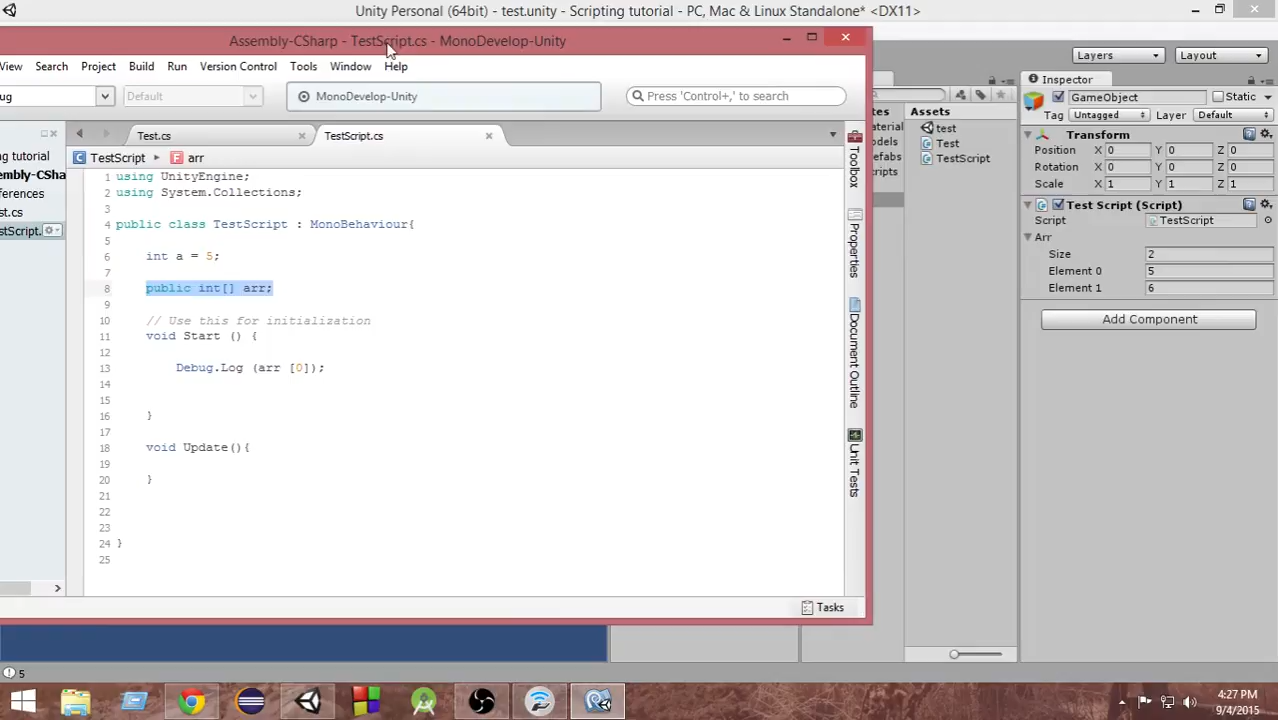 Unity Personal (64bit) - test.unity - Scripting tutorial - PC, Mac & Linux Standalone* <DX11>
Assembly-CSharp - TestScript.cs - MonoDevelop-Unity
View Search Project Build Run Version Control Tools Window Help
Default
MonoDevelop-Unity
Press 'Control+,' to search
Test.cs
TestScript.cs
TestScript
arr
1 using UnityEngine;
2 using System.Collections;
3
4 public class TestScript : MonoBehaviour{
5
6 int a = 5;
7
8 public int[] arr;
9
10 // Use this for initialization
11 void Start () {
12
13 Debug.Log (arr [0]);
14
15
16 }
17
18 void Update(){
19
20 }
21
22
23
24 }
25
Toolbox
Properties
Document Outline
Unit Tests
Tasks
Assets
test
Test
TestScript
Layers
Layout
Inspector
GameObject
Static
Tag Untagged Layer Default
Transform
Position X 0 Y 0 Z 0
Rotation X 0 Y 0 Z 0
Scale X 1 Y 1 Z 1
Test Script (Script)
Script TestScript
Arr
Size 2
Element 0 5
Element 1 6
Add Component
5
4:27 PM
9/4/2015